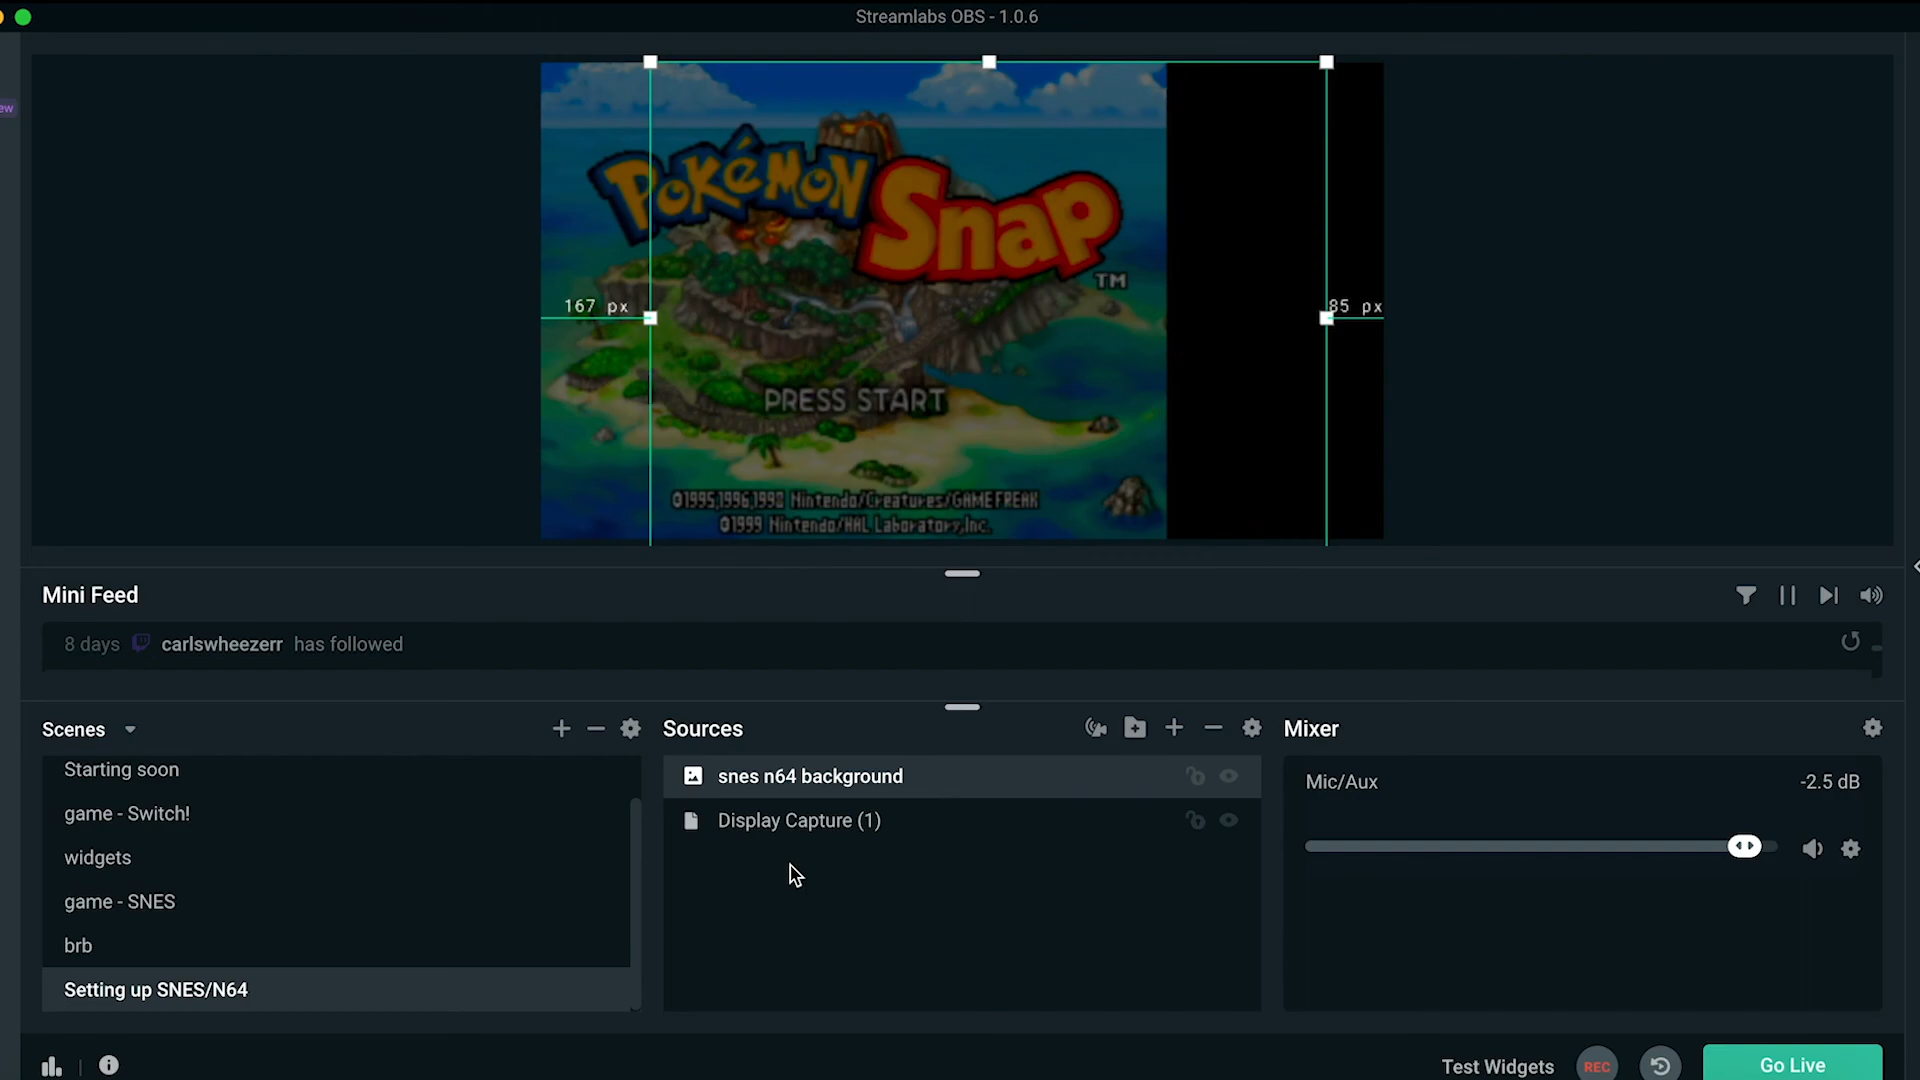 Streamlabs OBS - 1.0.6
ew
POKéMON
Snap
TM
167 px
85 px
PRESS START
©1995,1996,1998 Nintendo/Creatures/GAMEFREAK
©1999 Nintendo/HAL Laboratory,Inc.
Mini Feed
8 days carlswheezerr has followed
Scenes
Sources
Mixer
Starting soon
game - Switch!
widgets
game - SNES
brb
Setting up SNES/N64
snes n64 background
Display Capture (1)
Mic/Aux
-2.5 dB
Test Widgets
REC
Go Live